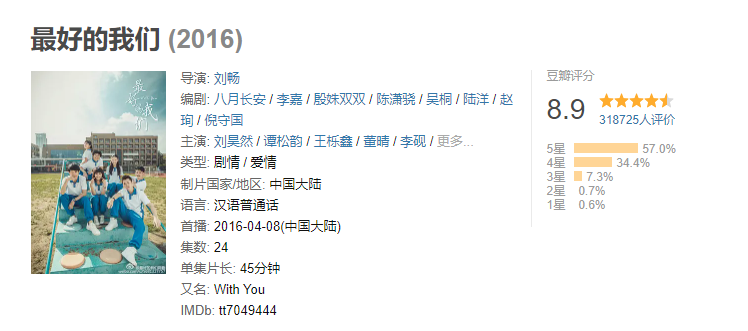 最好的我们 (2016)
最好的我们
导演: 刘畅
编剧: 八月长安 / 李嘉 / 殷姝双双 / 陈潇骁 / 吴桐 / 陆洋 / 赵
珣 / 倪守国
主演: 刘昊然 / 谭松韵 / 王栎鑫 / 董晴 / 李砚 / 更多...
类型: 剧情 / 爱情
制片国家/地区: 中国大陆
语言: 汉语普通话
首播: 2016-04-08(中国大陆)
集数: 24
单集片长: 45分钟
又名: With You
IMDb: tt7049444
豆瓣评分
8.9
318725人评价
5星 57.0%
4星 34.4%
3星 7.3%
2星 0.7%
1星 0.6%